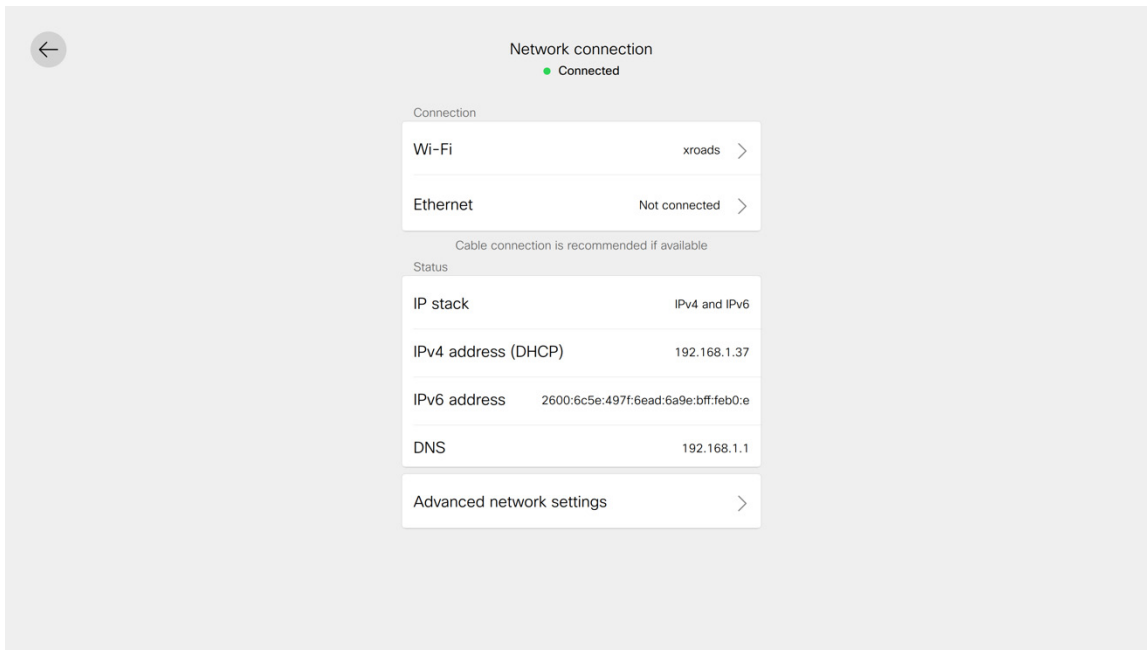 Network connection
Connected
Connection
Wi-Fi xroads
Ethernet Not connected
Cable connection is recommended if available
Status
IP stack IPv4 and IPv6
IPv4 address (DHCP) 192.168.1.37
IPv6 address 2600:6c5e:497f:6ead:6a9e:bff:feb0:e
DNS 192.168.1.1
Advanced network settings